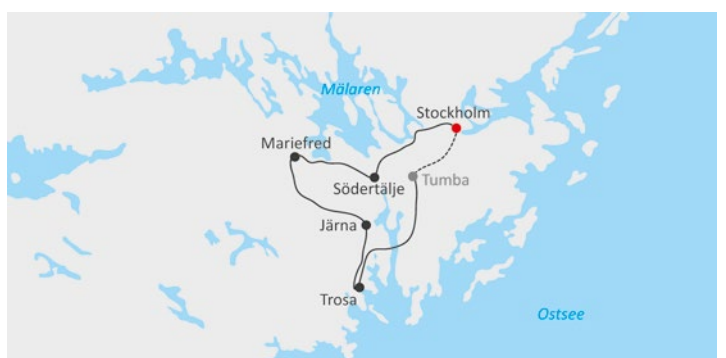 Mälaren
Stockholm
Mariefred
Södertälje
Tumba
Järna
Trosa
Ostsee